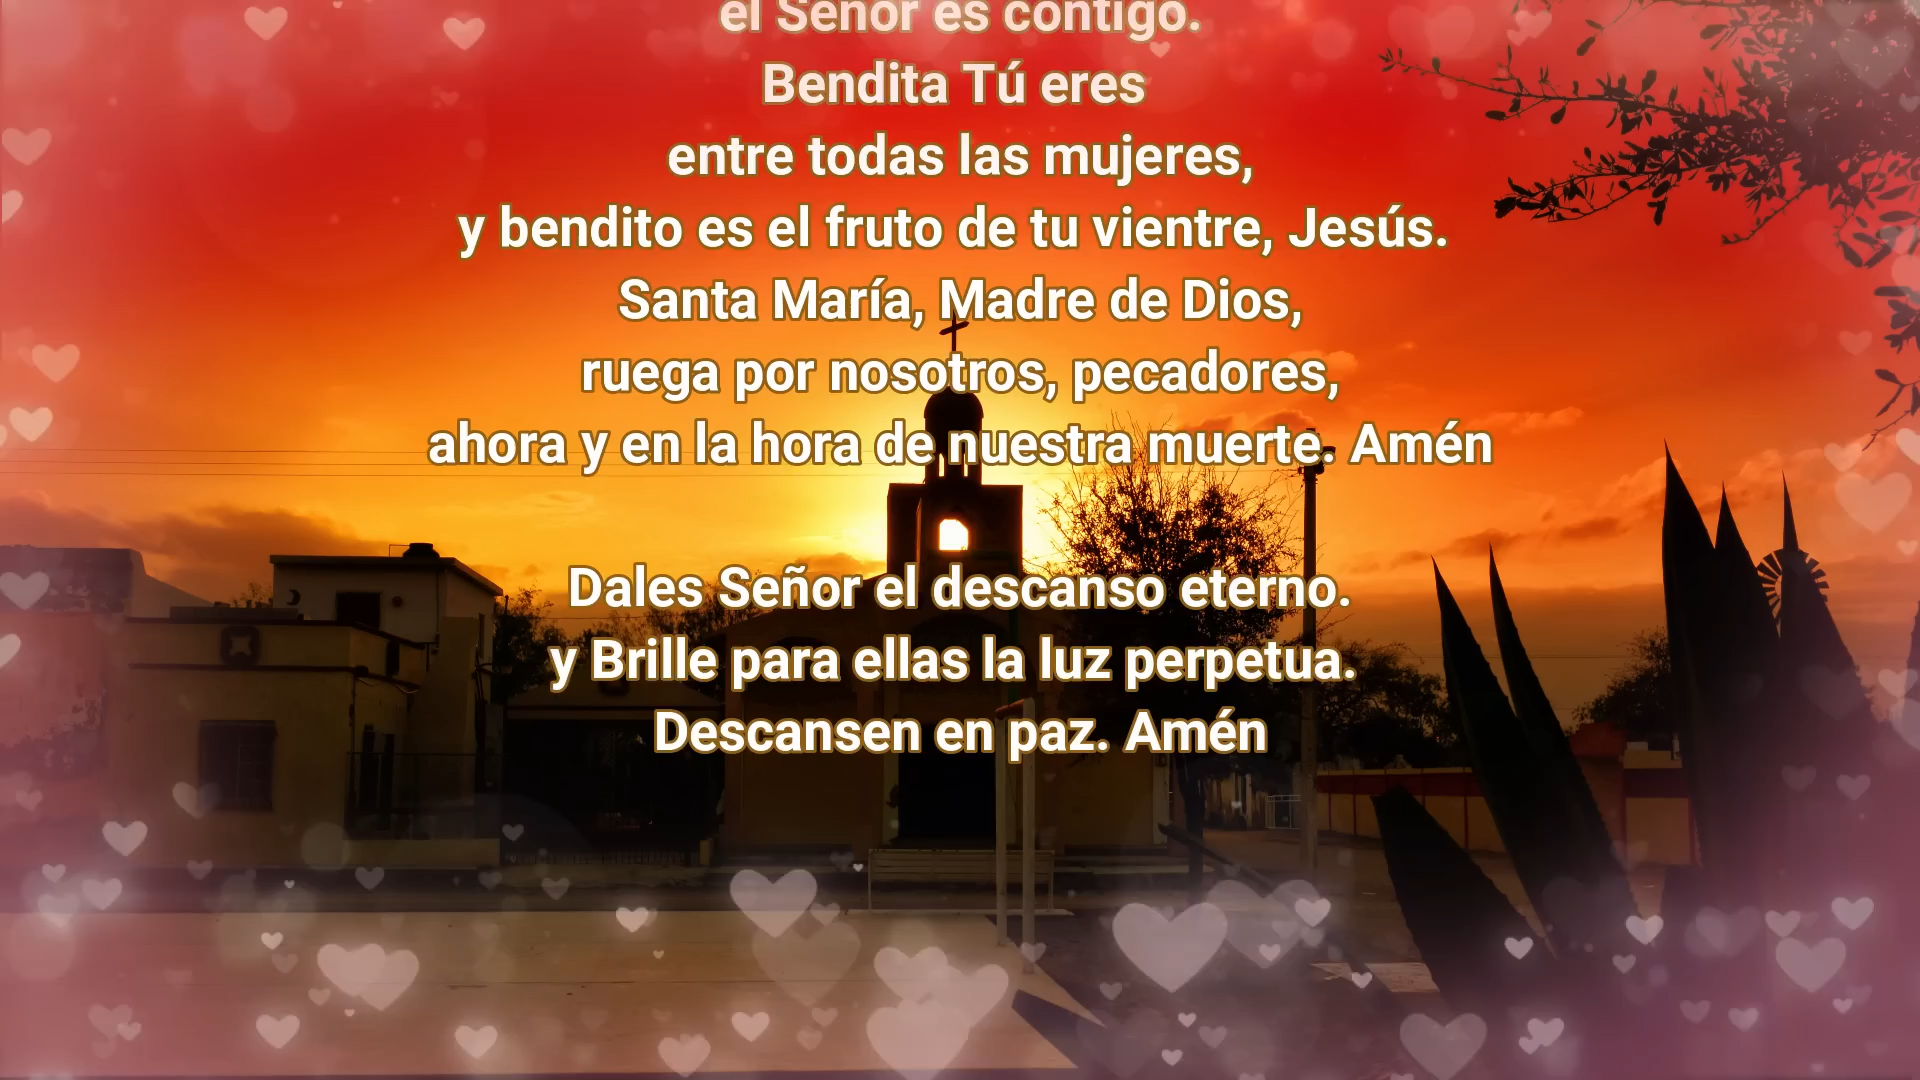 el Señor es contigo.
Bendita Tú eres
entre todas las mujeres,
y bendito es el fruto de tu vientre, Jesús.
Santa María, Madre de Dios,
ruega por nosotros, pecadores,
ahora y en la hora de nuestra muerte. Amén
Dales Señor el descanso eterno.
y Brille para ellas la luz perpetua.
Descansen en paz. Amén